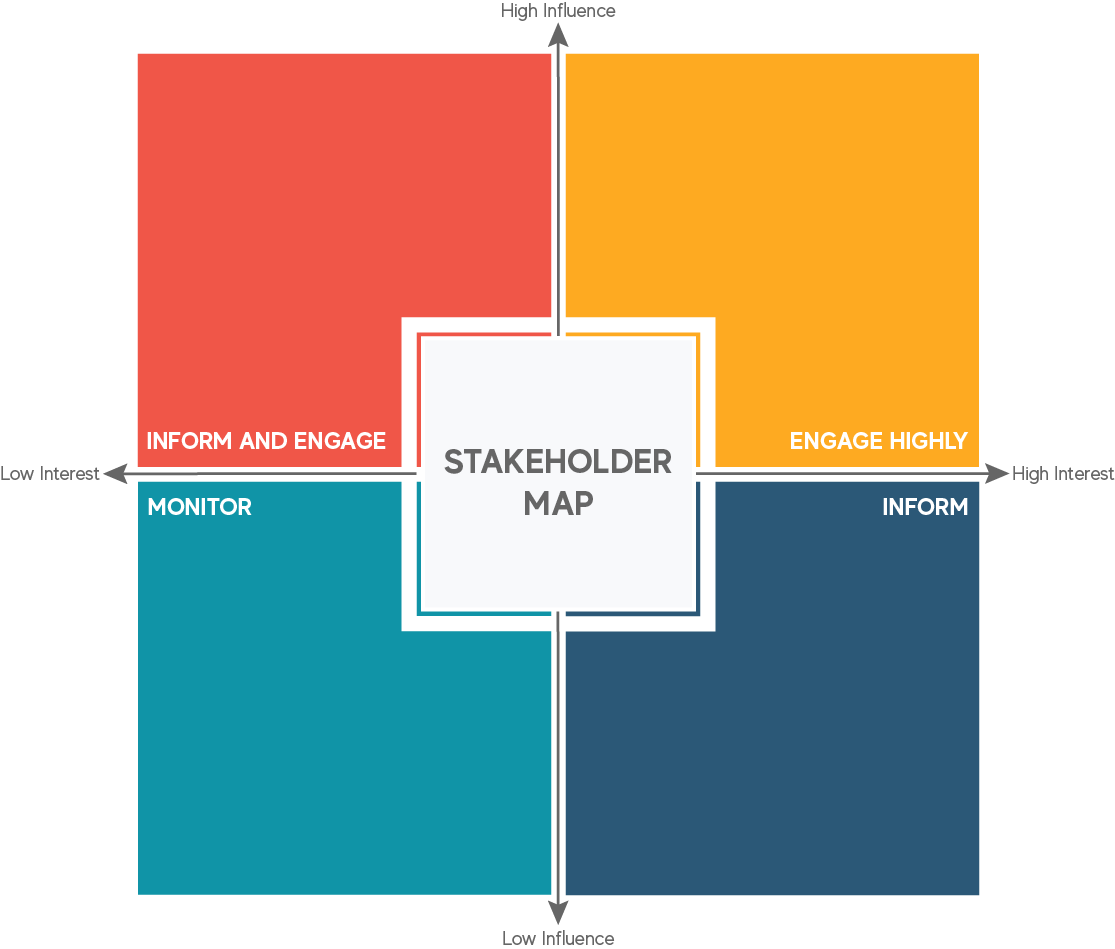 High Influence
INFORM AND ENGAGE
ENGAGE HIGHLY
Low Interest
STAKEHOLDER
MAP
High Interest
MONITOR
INFORM
Low Influence